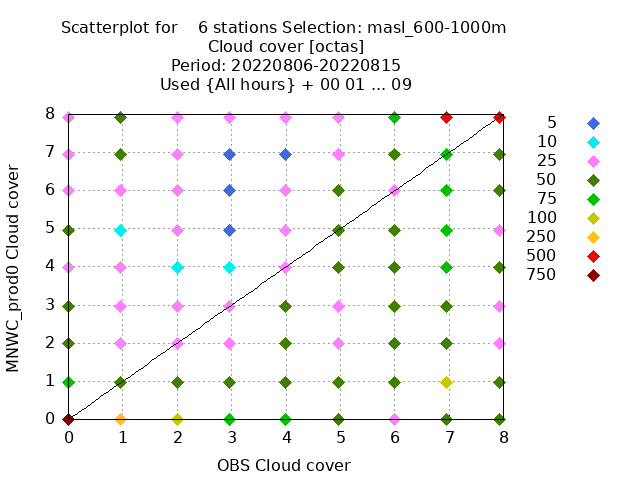 Scatterplot for    6 stations Selection: masl_600-1000m
Cloud cover [octas]
Period: 20220806-20220815
Used {All hours} + 00 01 ... 09
8
7
6
5
4
3
2
1
0
MNWC_prod0 Cloud cover
0 1 2 3 4 5 6 7 8
OBS Cloud cover
5
10
25
50
75
100
250
500
750